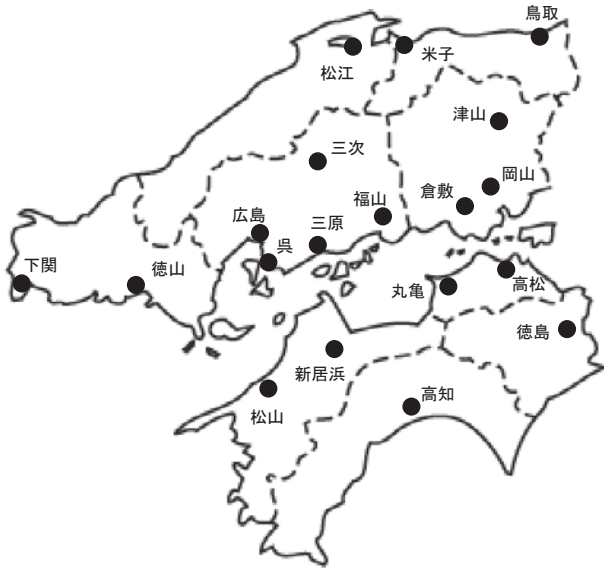 鳥取
松江
米子
津山
三次
岡山
倉敷
福山
広島
三原
呉
下関
徳山
丸亀
高松
徳島
新居浜
高知
松山